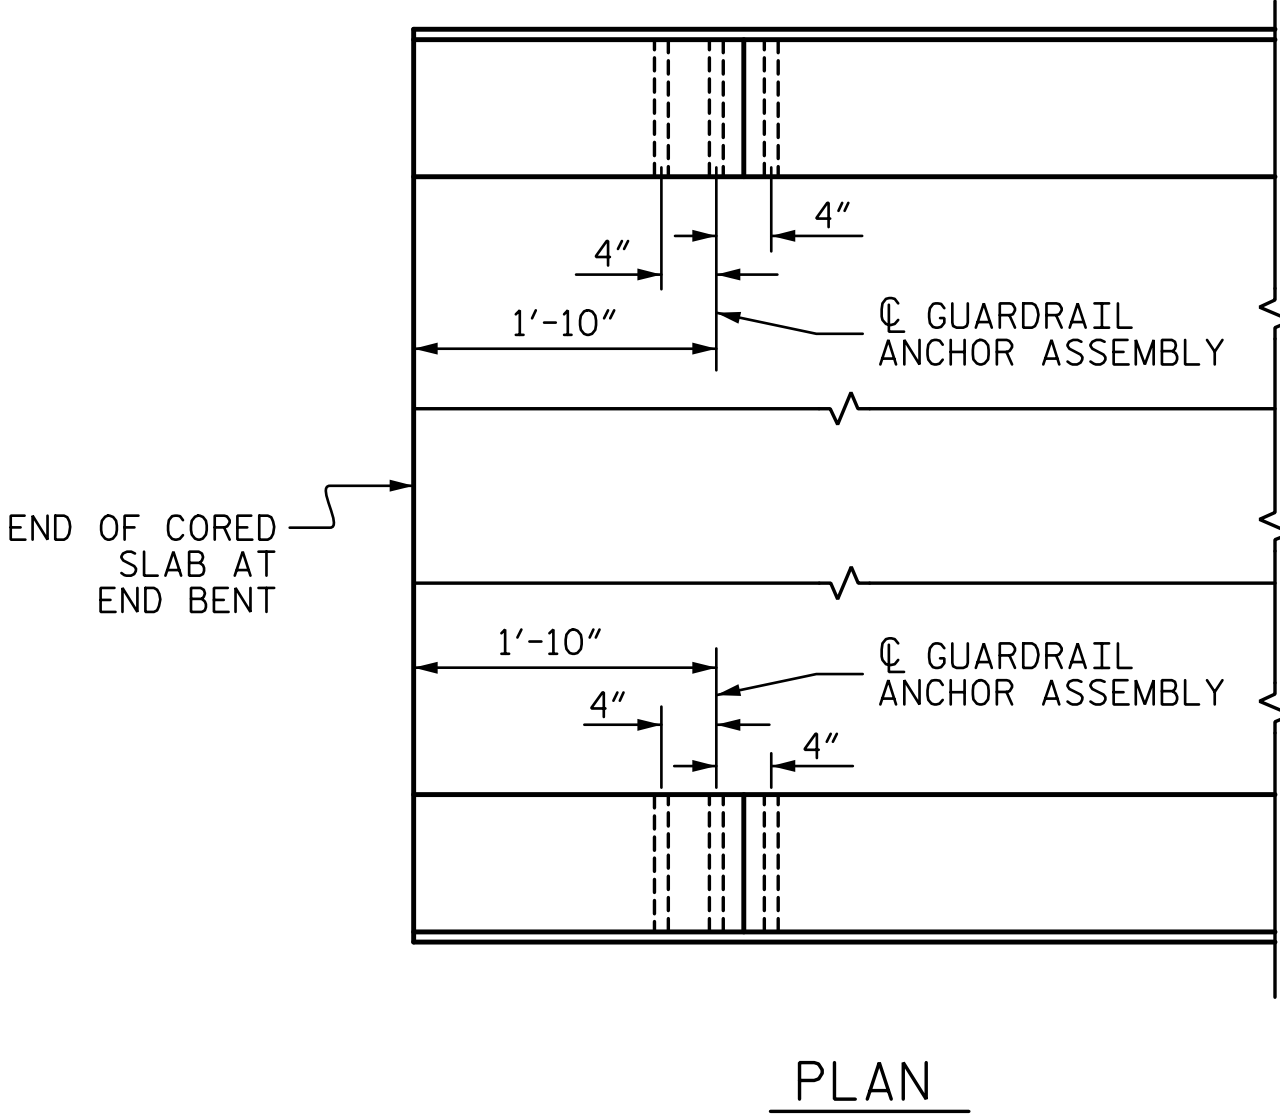 4"
4"
1'-10"
℄ GUARDRAIL
ANCHOR ASSEMBLY
END OF CORED
SLAB AT
END BENT
1'-10"
℄ GUARDRAIL
ANCHOR ASSEMBLY
4"
4"
PLAN